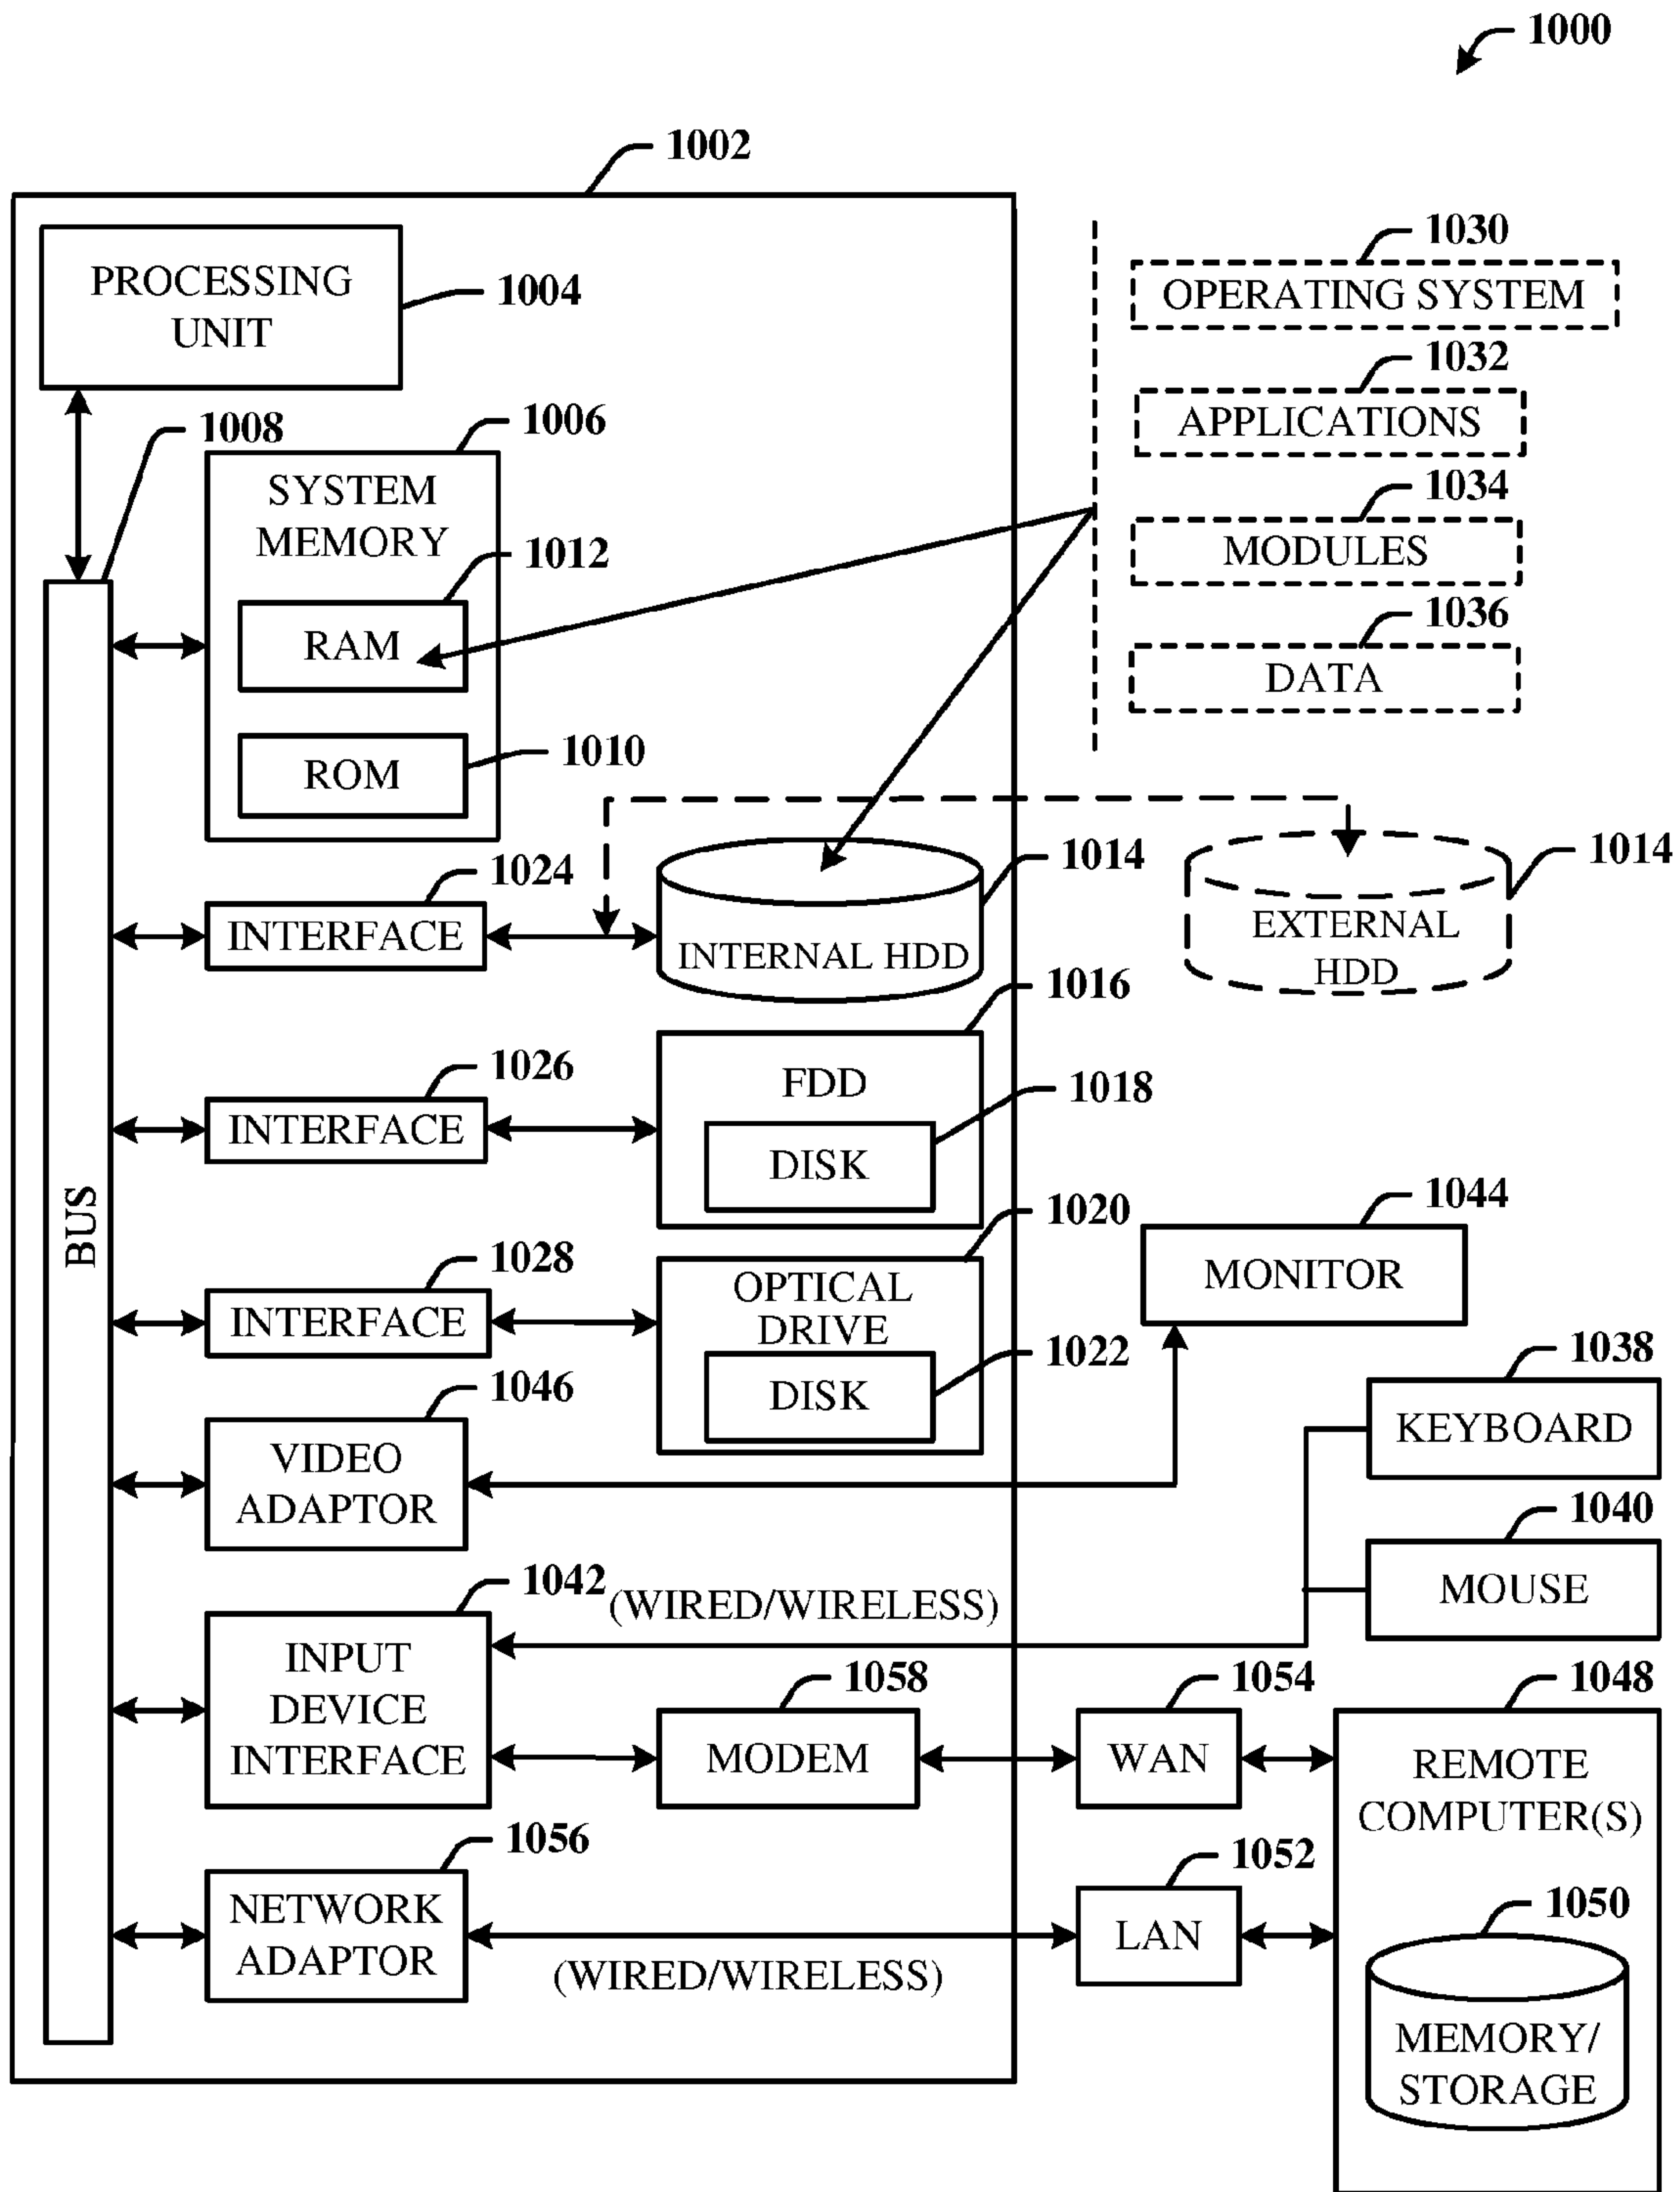 1000
1002
PROCESSING
UNIT
1004
1030
OPERATING SYSTEM
1032
APPLICATIONS
1034
MODULES
1036
DATA
1008
1006
SYSTEM
MEMORY
1012
RAM
1010
ROM
1024
INTERFACE
1014
INTERNAL HDD
1014
EXTERNAL
HDD
1016
FDD
1026
INTERFACE
1018
DISK
BUS
1020
OPTICAL
DRIVE
1028
INTERFACE
1022
DISK
1044
MONITOR
1046
VIDEO
ADAPTOR
1038
KEYBOARD
1040
MOUSE
1042
(WIRED/WIRELESS)
INPUT
DEVICE
INTERFACE
1058
MODEM
1054
WAN
1048
REMOTE
COMPUTER(S)
1056
NETWORK
ADAPTOR
(WIRED/WIRELESS)
1052
LAN
1050
MEMORY/
STORAGE